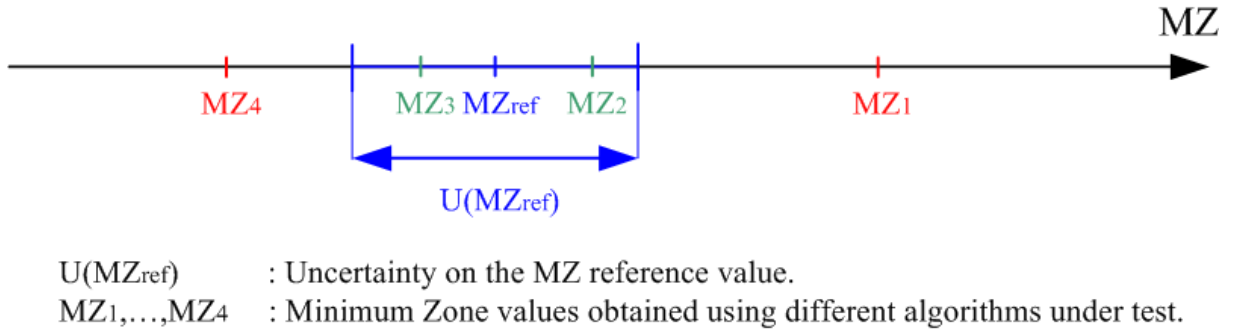 MZ
MZ4 MZ3 MZref MZ2 MZ1
U(MZref)
U(MZref) : Uncertainty on the MZ reference value.
MZ1,...,MZ4 : Minimum Zone values obtained using different algorithms under test.